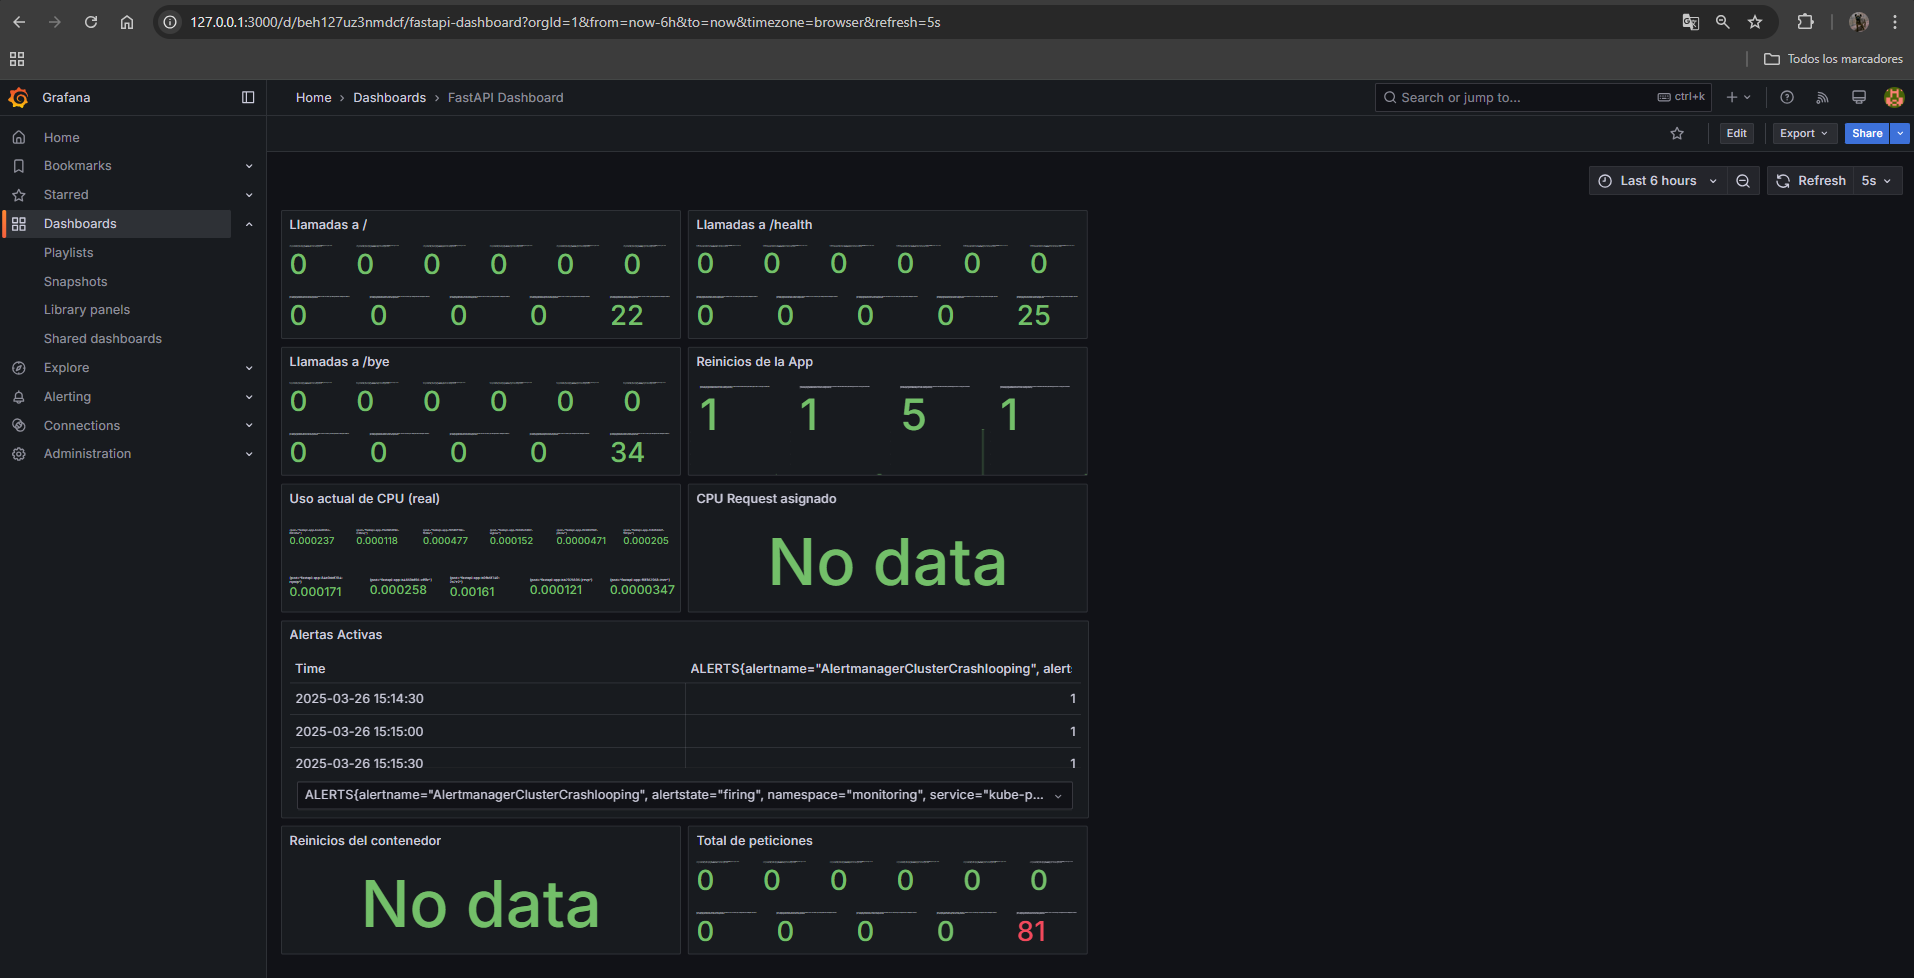 127.0.0.1:3000/d/beh127uz3nmdcf/fastapi-dashboard?orgId=1&from=now-6h&to=now&timezone=browser&refresh=5s
Todos los marcadores
Grafana
Home › Dashboards › FastAPI Dashboard
Search or jump to...
ctrl+k
Edit
Export
Share
Home
Bookmarks
Starred
Dashboards
Playlists
Snapshots
Library panels
Shared dashboards
Explore
Alerting
Connections
Administration
Last 6 hours
Refresh
5s
Llamadas a /
0 0 0 0 0 0
0 0 0 0 22
Llamadas a /health
0 0 0 0 0 0
0 0 0 0 25
Llamadas a /bye
0 0 0 0 0 0
0 0 0 0 34
Reinicios de la App
1 1 5 1
Uso actual de CPU (real)
0.000237 0.000118 0.000477 0.000152 0.0000471 0.000205
0.000171 0.000258 0.00161 0.000121 0.0000347
CPU Request asignado
No data
Alertas Activas
Time
ALERTS{alertname="AlertmanagerClusterCrashlooping", alert
2025-03-26 15:14:30 1
2025-03-26 15:15:00 1
2025-03-26 15:15:30 1
ALERTS{alertname="AlertmanagerClusterCrashlooping", alertstate="firing", namespace="monitoring", service="kube-p...
Reinicios del contenedor
No data
Total de peticiones
0 0 0 0 0 0
0 0 0 0 81